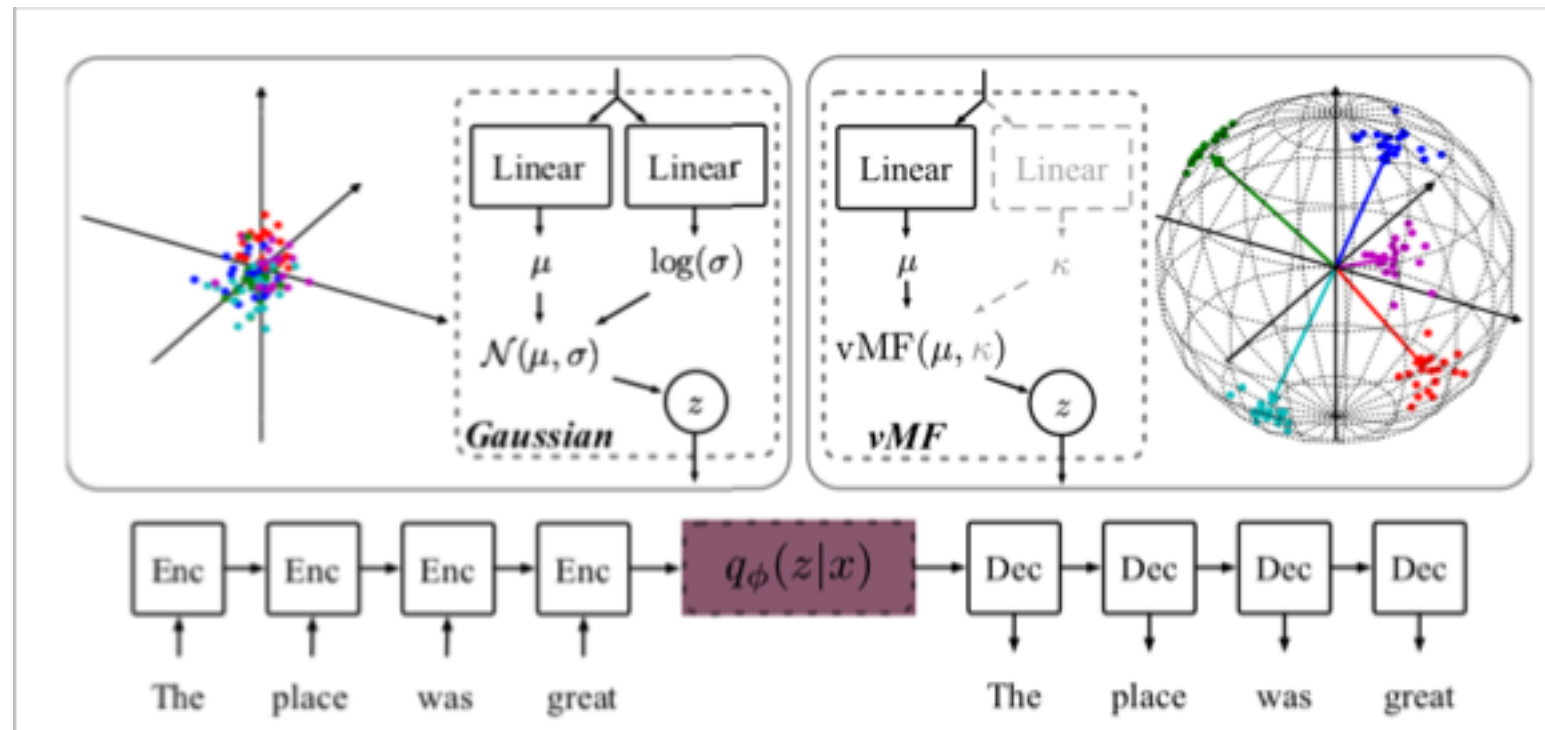 Linear Linear
μ log(σ)
𝒩(μ, σ)
z
Gaussian
Linear Linear
μ κ
vMF(μ, κ)
z
vMF
Enc Enc Enc Enc q_ϕ(z|x) Dec Dec Dec Dec
The place was great The place was great